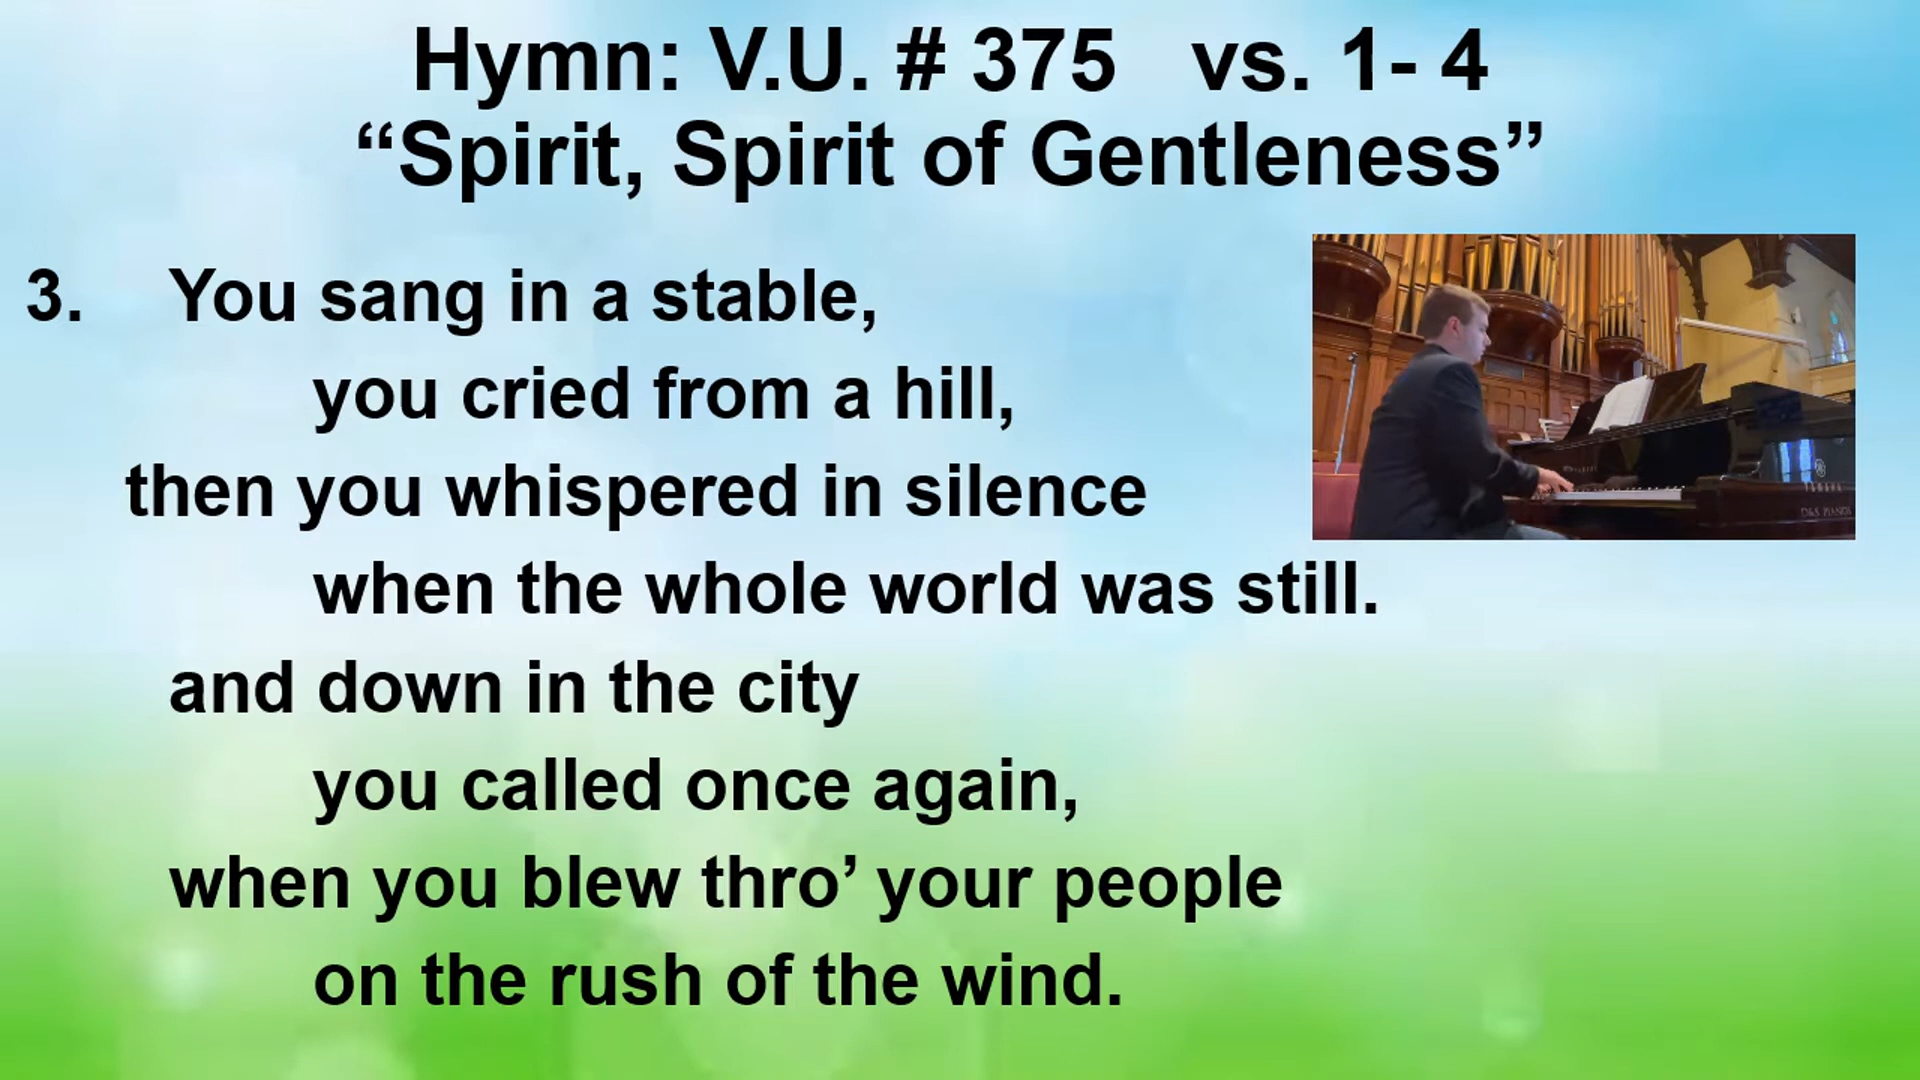 Hymn: V.U. # 375 vs. 1- 4
“Spirit, Spirit of Gentleness”
3. You sang in a stable,
you cried from a hill,
then you whispered in silence
when the whole world was still.
and down in the city
you called once again,
when you blew thro’ your people
on the rush of the wind.
YAMAHA
D&S PIANOS